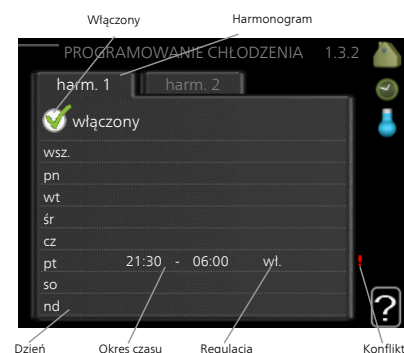 Włączony Harmonogram
PROGRAMOWANIE CHŁODZENIA 1.3.2
harm. 1 harm. 2
włączony
wsz.
pn
wt
śr
cz
pt 21:30 - 06:00 wł. !
so
nd
?
Dzień Okres czasu Regulacja Konflikt